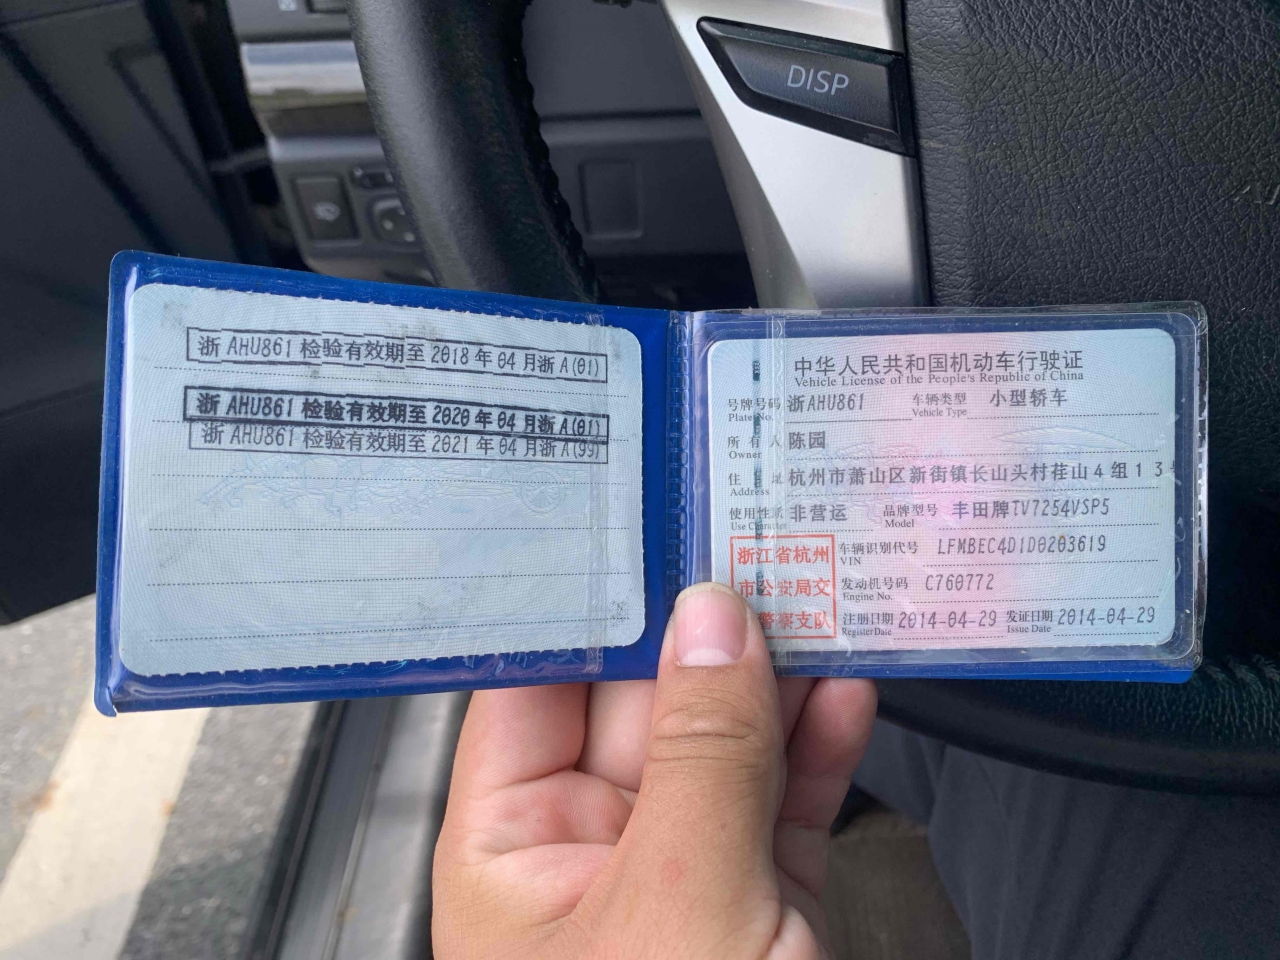 DISP
浙 AHU861 检验有效期至 2018 年 04 月浙 A(01)
浙 AHU861 检验有效期至 2020 年 04 月浙 A(01)
浙 AHU861 检验有效期至 2021 年 04 月浙 A(99)
中华人民共和国机动车行驶证
Vehicle License of the People's Republic of China
号牌号码 浙AHU861 车辆类型 小型轿车
Plate No. Vehicle Type
所有人 陈园
Owner
住址 杭州市萧山区新街镇长山头村荏山4组13号
Address
使用性质 非营运 品牌型号 丰田牌TV7254VSP5
Use Character Model
浙江省杭州 车辆识别代号 LFMBEC4D1D0203619
VIN
市公安局交 发动机号码 C760772
Engine No.
警察支队 注册日期 2014-04-29 发证日期 2014-04-29
Register Date Issue Date